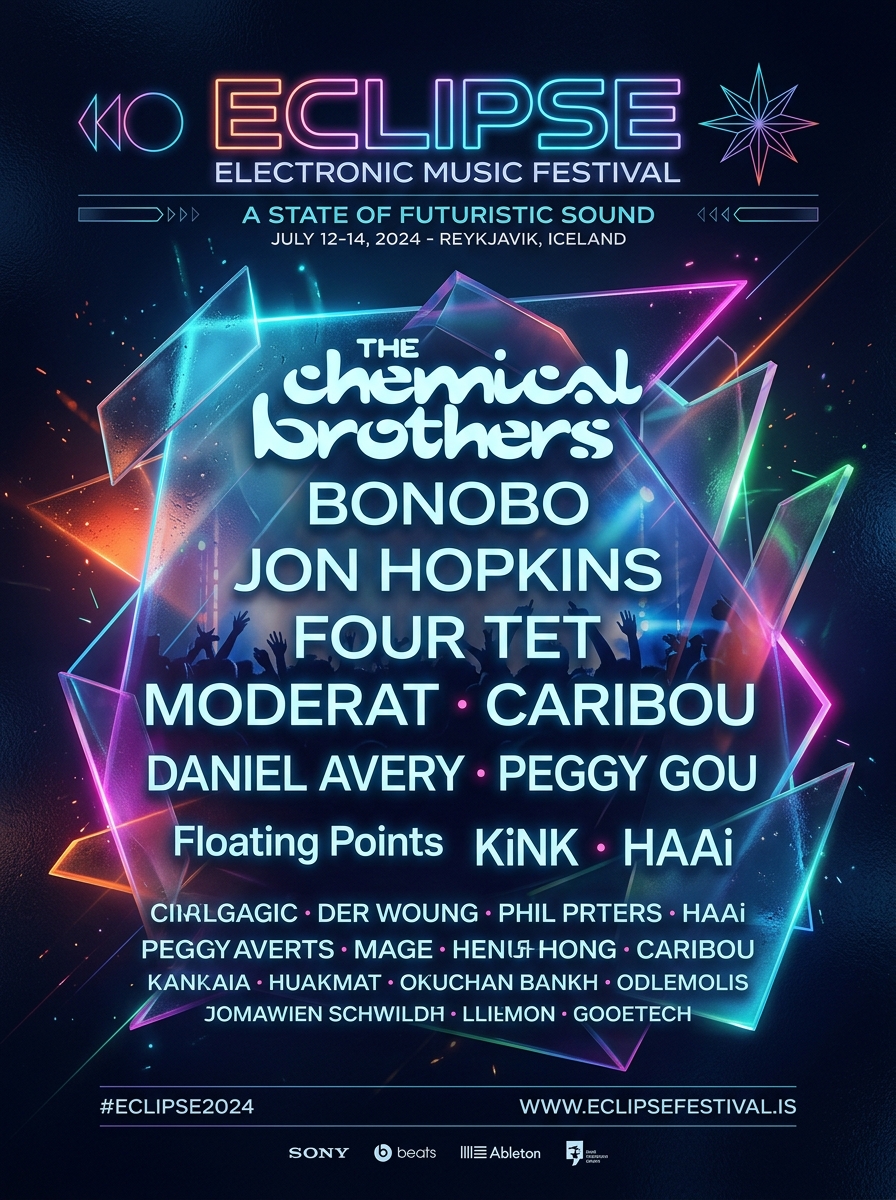 ECLIPSE
ELECTRONIC MUSIC FESTIVAL
A STATE OF FUTURISTIC SOUND
JULY 12-14, 2024 - REYKJAVIK, ICELAND
THE
chemical
brothers
BONOBO
JON HOPKINS
FOUR TET
MODERAT • CARIBOU
DANIEL AVERY • PEGGY GOU
Floating Points KiNK • HAAi
DER WOUNG • PHIL PRTERS • HAAi
PEGGY AVERTS • MAGE • HONG • CARIBOU
KANKAIA • HUAKMAT • OKUCHAN BANKH • ODLEMOLIS
JOMAWIEN • GOOETECH
#ECLIPSE2024 WWW.ECLIPSEFESTIVAL.IS
SONY beats Ableton